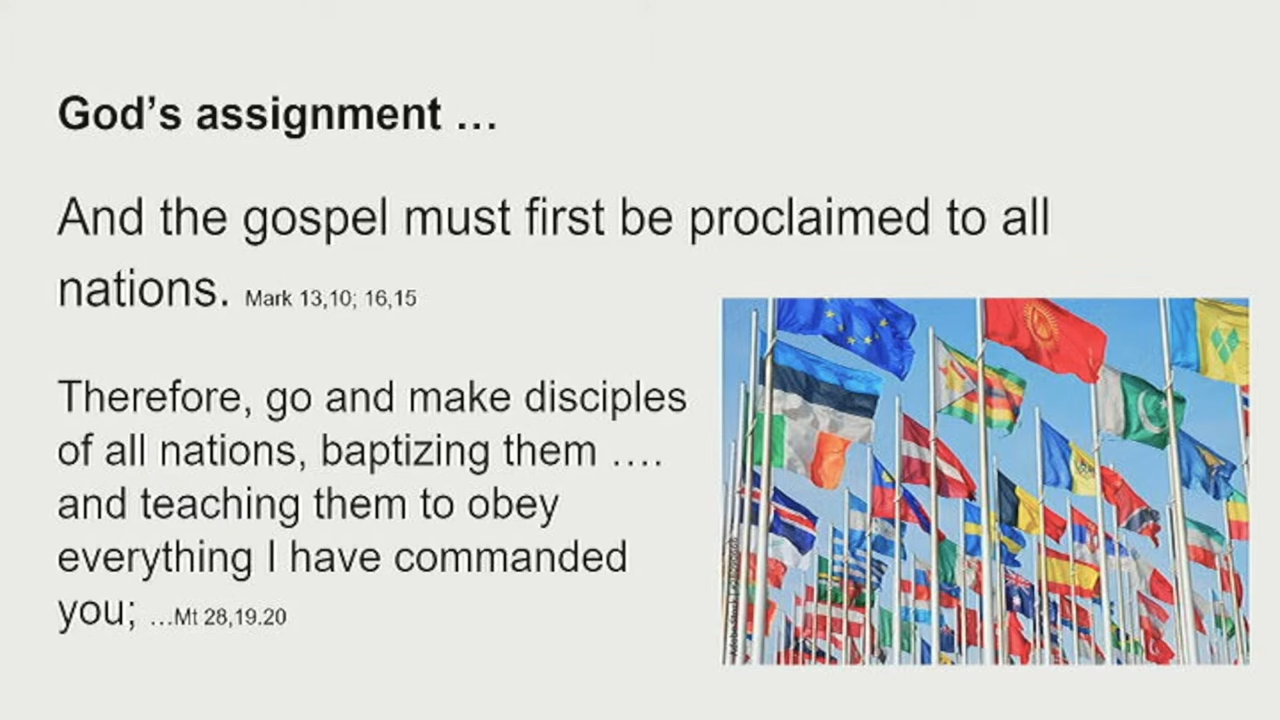 God’s assignment …
And the gospel must first be proclaimed to all
nations. Mark 13,10; 16,15
Therefore, go and make disciples
of all nations, baptizing them ….
and teaching them to obey
everything I have commanded
you; …Mt 28,19.20